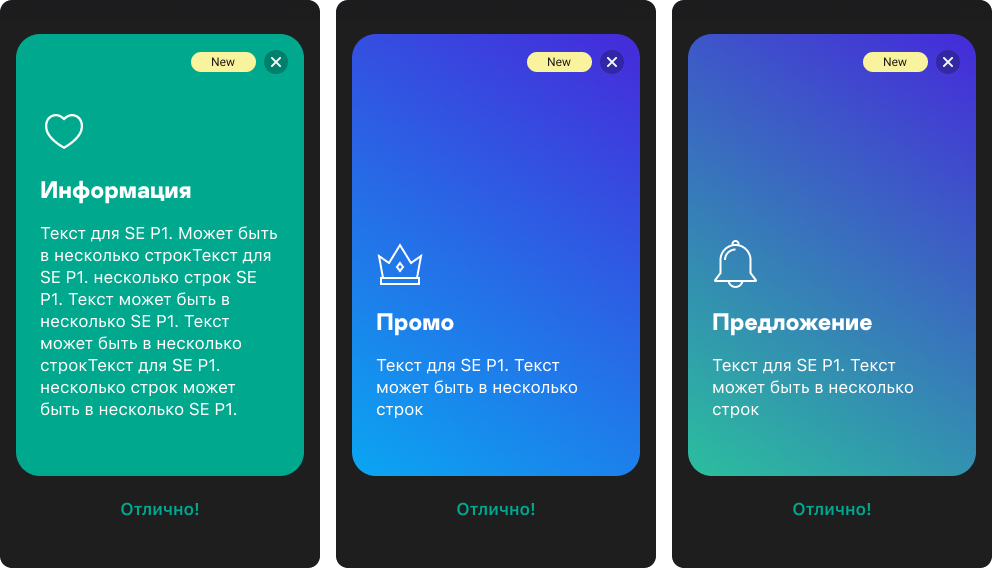 New
Информация
Текст для SE P1. Может быть
в несколько строкТекст для
SE P1. несколько строк SE
P1. Текст может быть в
несколько SE P1. Текст
может быть в несколько
строкТекст для SE P1.
несколько строк может
быть в несколько SE P1.
Отлично!
New
Промо
Текст для SE P1. Текст
может быть в несколько
строк
Отлично!
New
Предложение
Текст для SE P1. Текст
может быть в несколько
строк
Отлично!